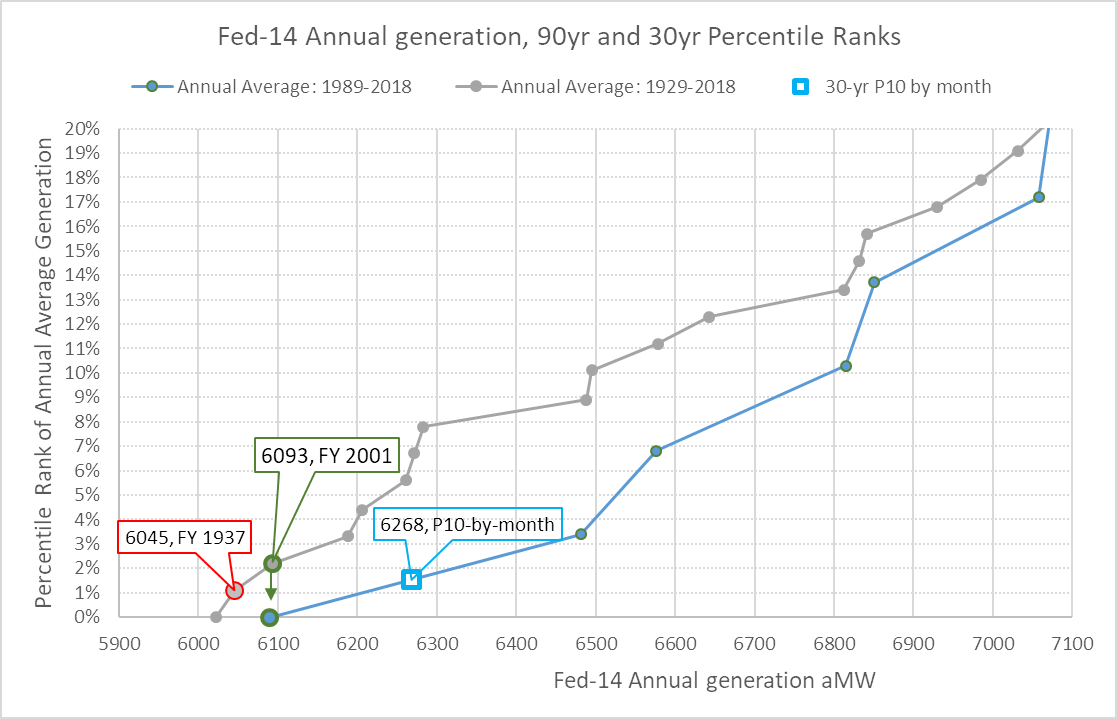 Fed-14 Annual generation, 90yr and 30yr Percentile Ranks
Annual Average: 1989-2018 Annual Average: 1929-2018 30-yr P10 by month
Percentile Rank of Annual Average Generation
20%
19%
18%
17%
16%
15%
14%
13%
12%
11%
10%
9%
8%
7%
6%
5%
4%
3%
2%
1%
0%
6093, FY 2001
6268, P10-by-month
6045, FY 1937
5900 6000 6100 6200 6300 6400 6500 6600 6700 6800 6900 7000 7100
Fed-14 Annual generation aMW